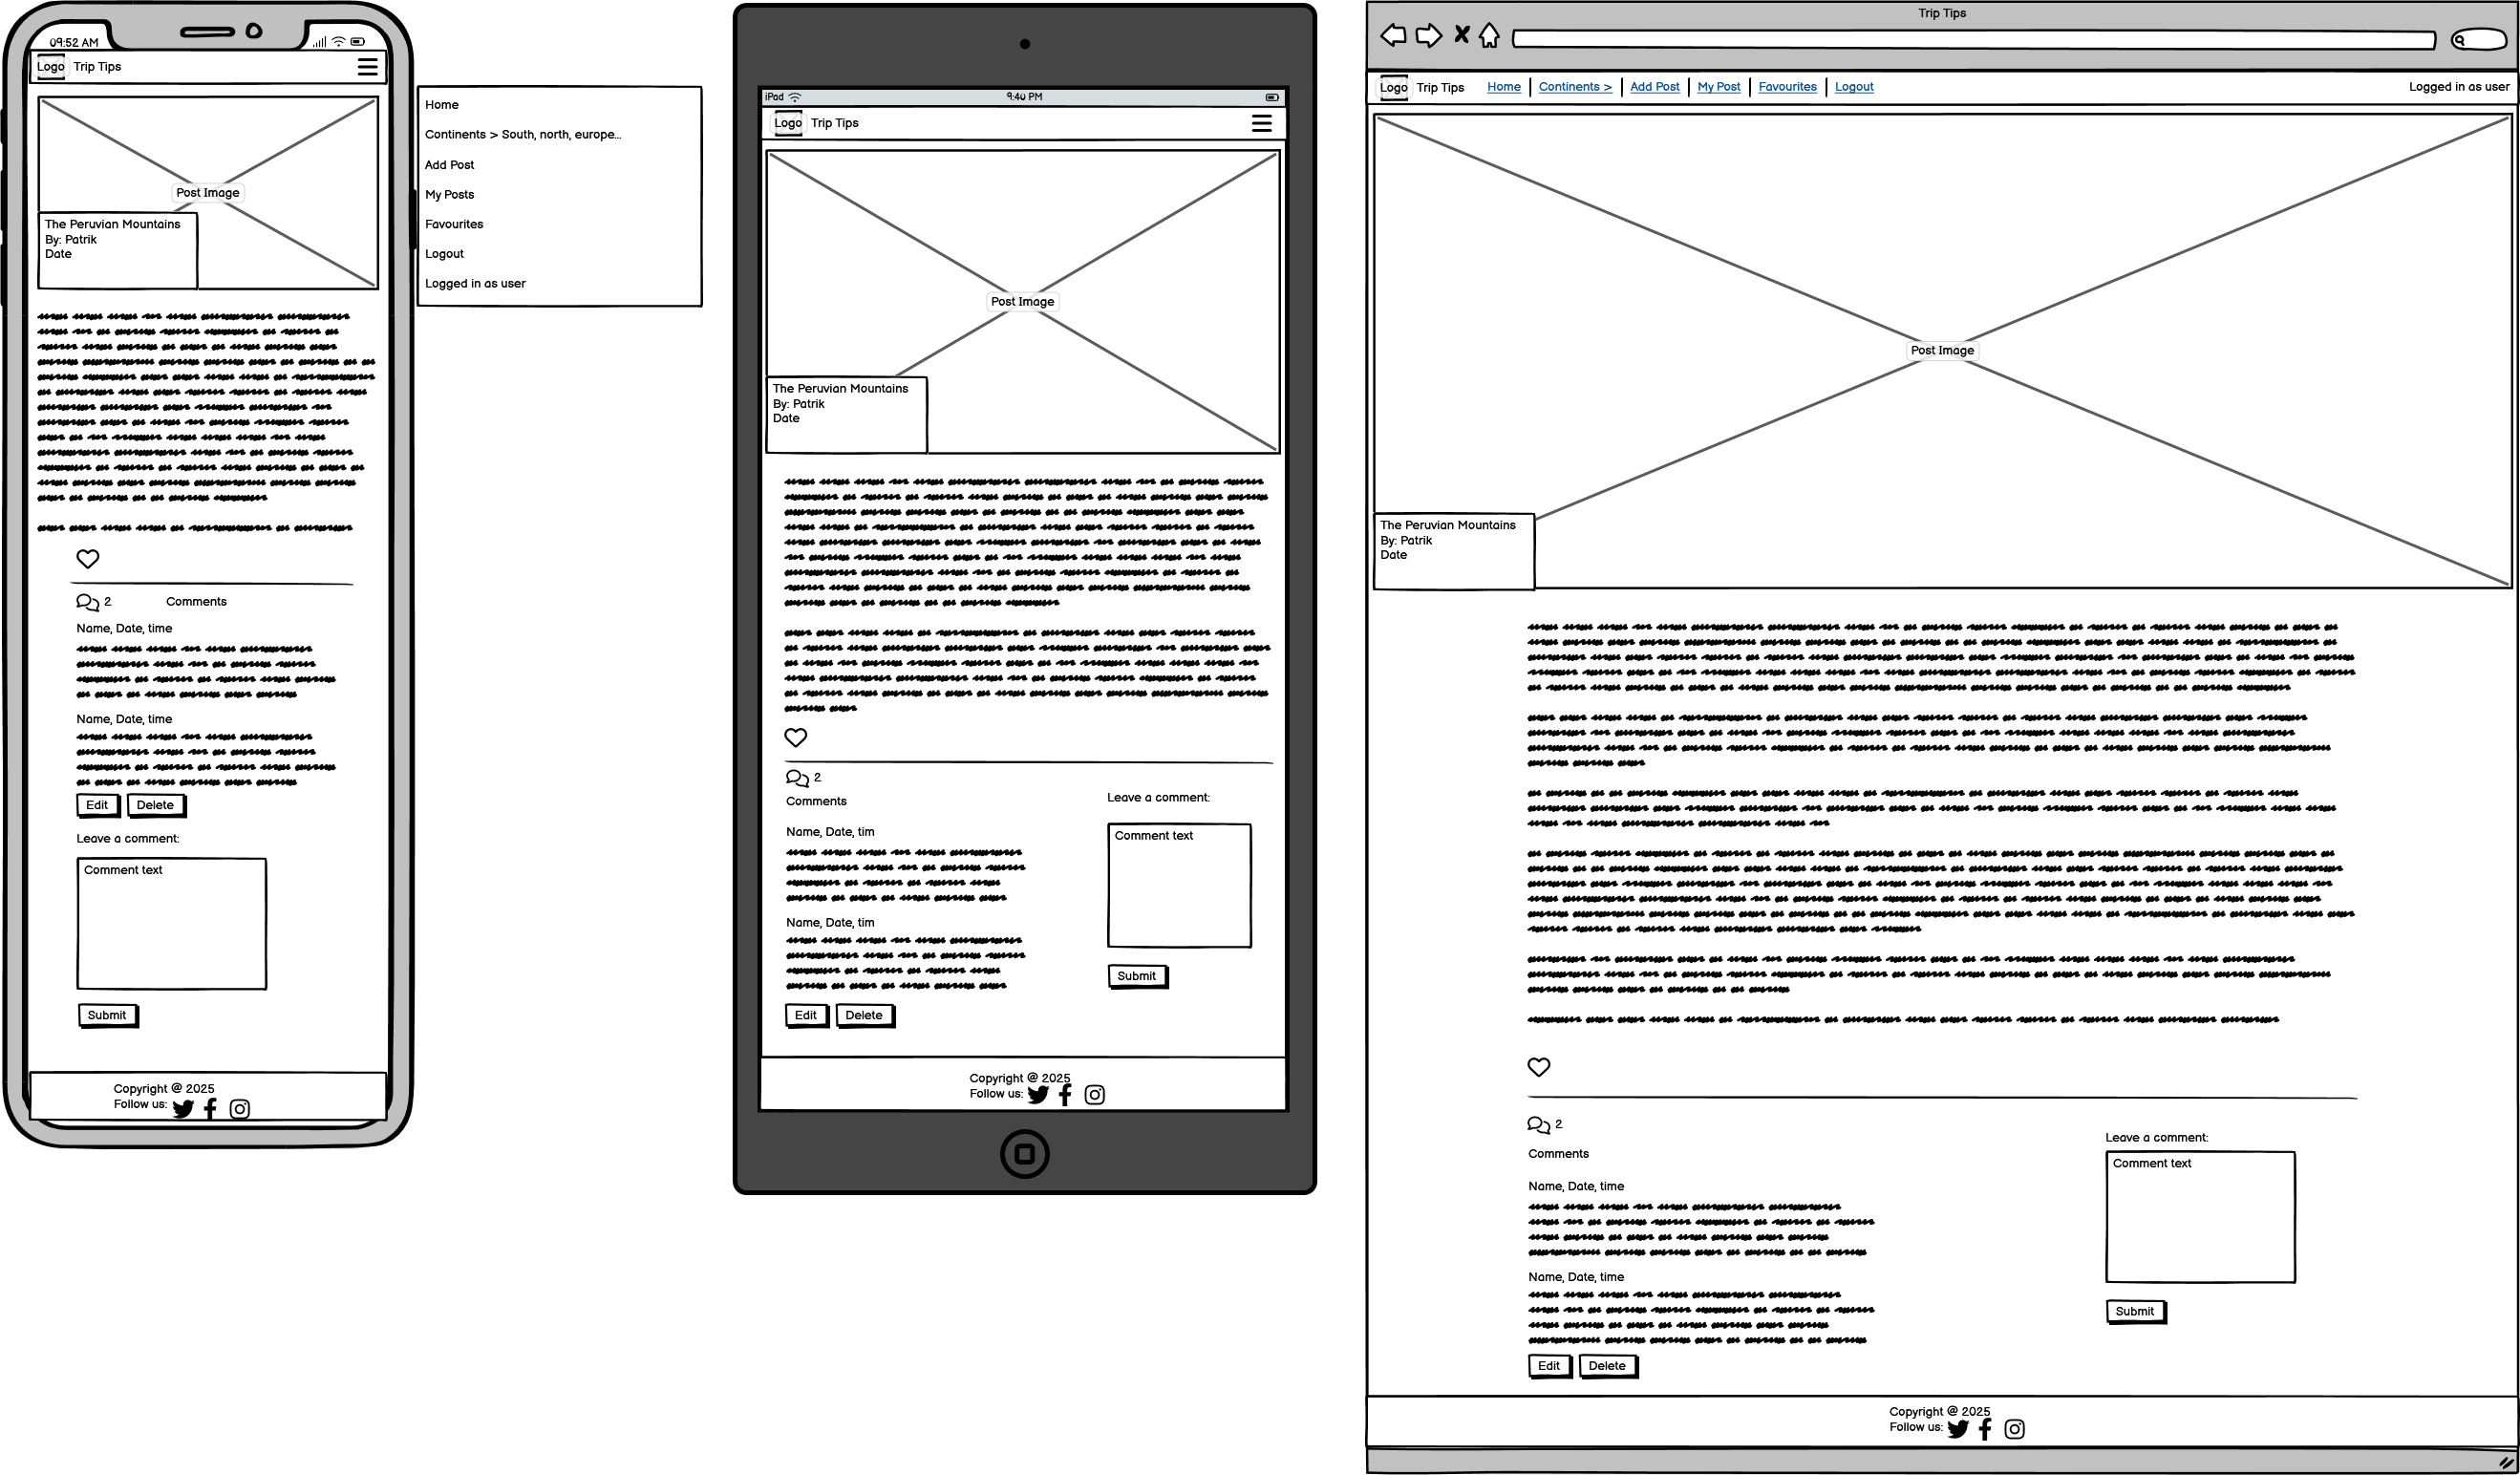 09:52 AM
Logo Trip Tips
Post Image
The Peruvian Mountains
By: Patrik
Date
2 Comments
Name, Date, time
Name, Date, time
Edit Delete
Leave a comment:
Comment text
Submit
Copyright @ 2025
Follow us:
Home
Continents > South, north, europe...
Add Post
My Posts
Favourites
Logout
Logged in as user
iPad 9:40 PM
Logo Trip Tips
Post Image
The Peruvian Mountains
By: Patrik
Date
2
Comments
Name, Date, tim
Name, Date, tim
Edit Delete
Leave a comment:
Comment text
Submit
Copyright @ 2025
Follow us:
Trip Tips
Logo Trip Tips Home Continents > Add Post My Post Favourites Logout Logged in as user
Post Image
The Peruvian Mountains
By: Patrik
Date
2
Comments
Name, Date, time
Name, Date, time
Edit Delete
Leave a comment:
Comment text
Submit
Copyright @ 2025
Follow us: